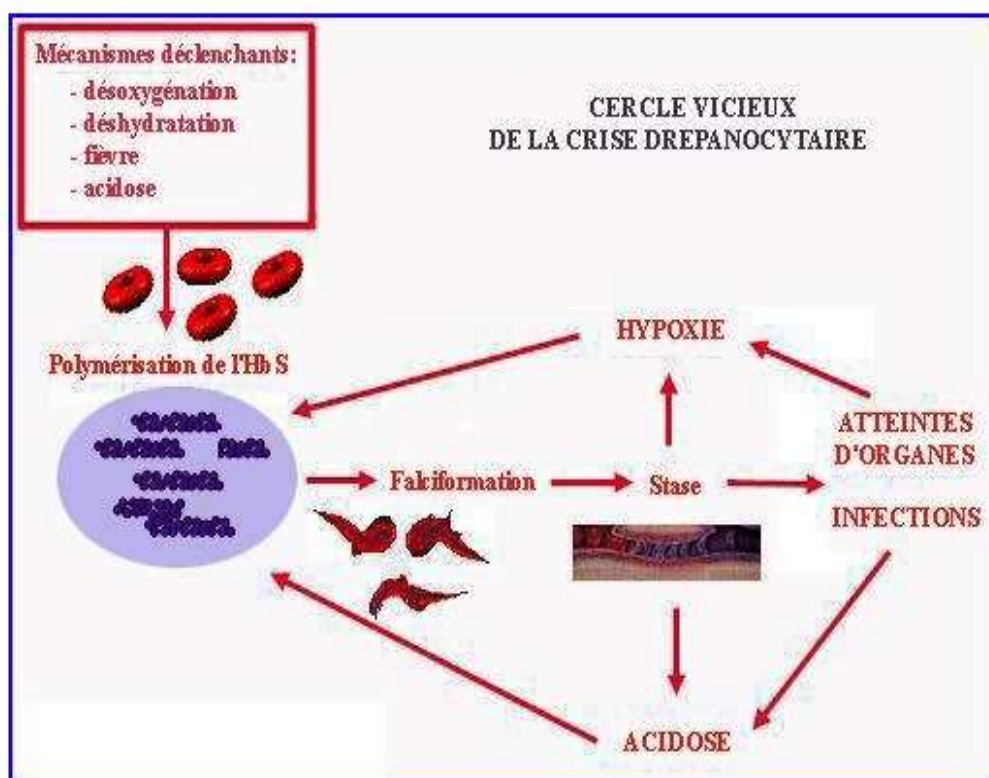 Mécanismes déclenchants:
- désoxygénation
- déshydratation
- fièvre
- acidose
CERCLE VICIEUX
DE LA CRISE DREPANOCYTAIRE
Polymérisation de l'Hb S
HYPOXIE
Falciformation
Stase
ATTEINTES
D'ORGANES
INFECTIONS
ACIDOSE